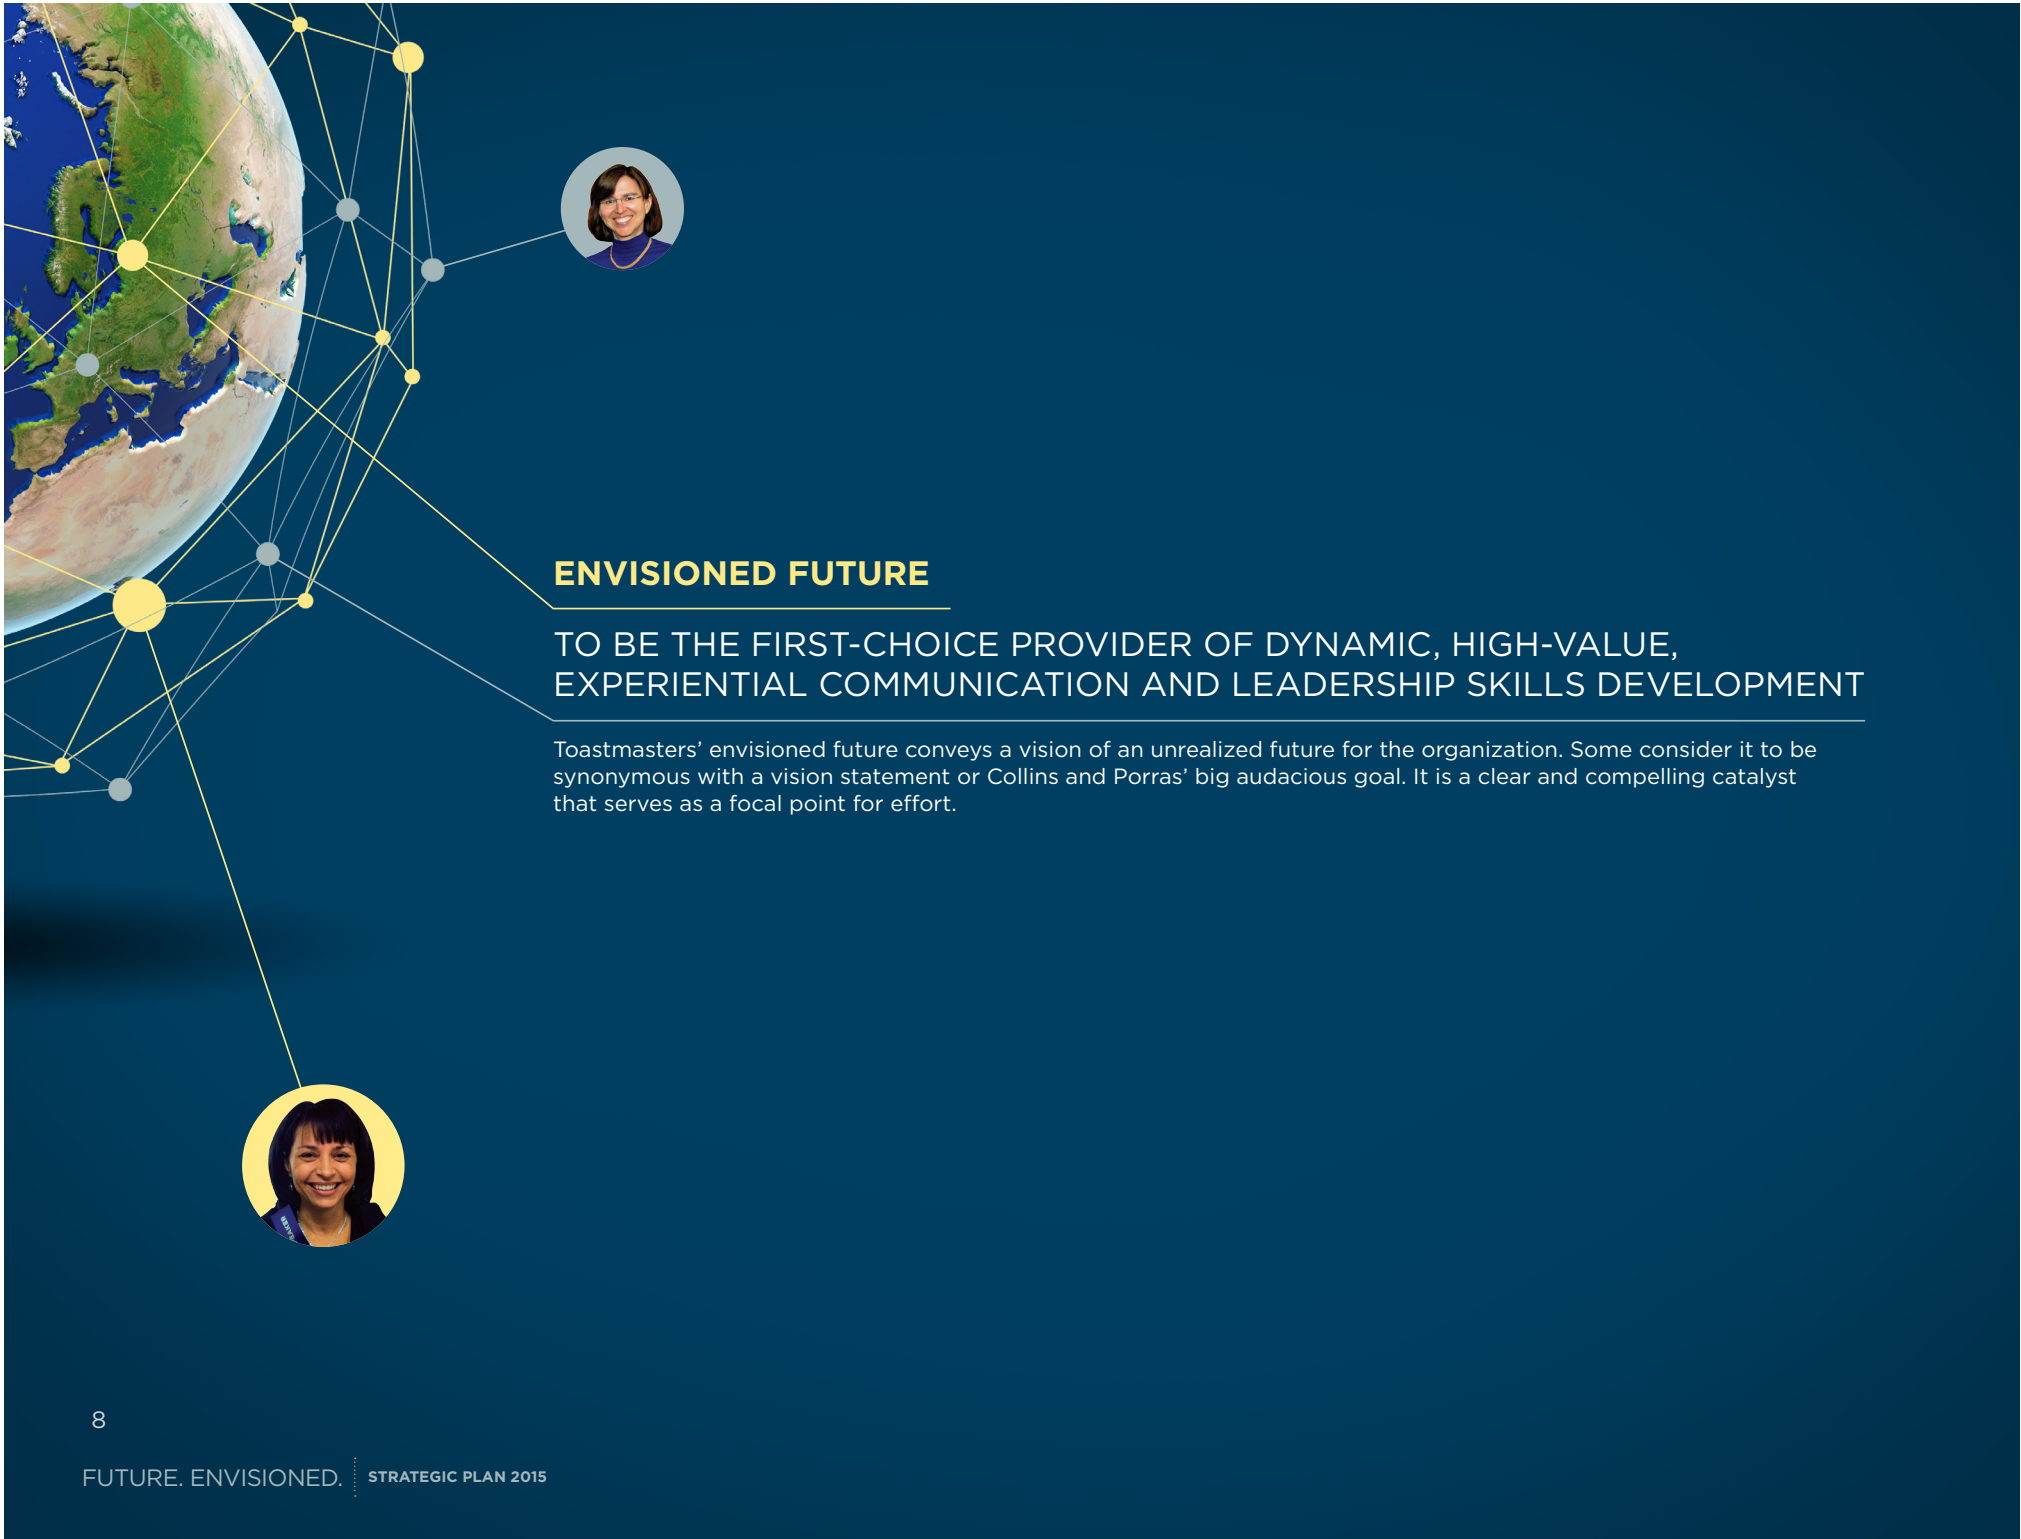 ENVISIONED FUTURE
TO BE THE FIRST-CHOICE PROVIDER OF DYNAMIC, HIGH-VALUE,
EXPERIENTIAL COMMUNICATION AND LEADERSHIP SKILLS DEVELOPMENT
Toastmasters’ envisioned future conveys a vision of an unrealized future for the organization. Some consider it to be
synonymous with a vision statement or Collins and Porras’ big audacious goal. It is a clear and compelling catalyst
that serves as a focal point for effort.
8
FUTURE. ENVISIONED. STRATEGIC PLAN 2015